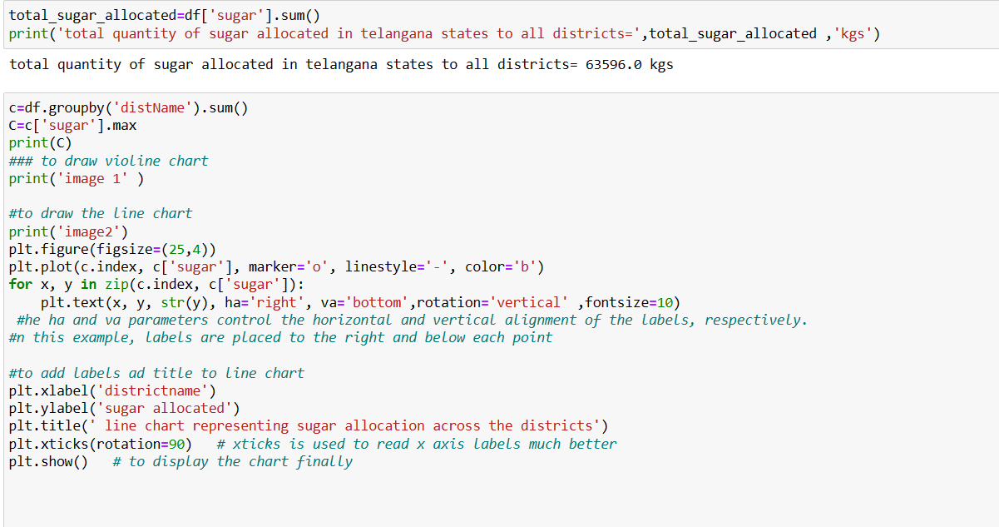 total_sugar_allocated=df['sugar'].sum()
print('total quantity of sugar allocated in telangana states to all districts=',total_sugar_allocated ,'kgs')
total quantity of sugar allocated in telangana states to all districts= 63596.0 kgs
c=df.groupby('distName').sum()
C=c['sugar'].max
print(C)
### to draw violine chart
print('image 1' )
#to draw the line chart
print('image2')
plt.figure(figsize=(25,4))
plt.plot(c.index, c['sugar'], marker='o', linestyle='-', color='b')
for x, y in zip(c.index, c['sugar']):
    plt.text(x, y, str(y), ha='right', va='bottom',rotation='vertical' ,fontsize=10)
 #he ha and va parameters control the horizontal and vertical alignment of the labels, respectively.
#n this example, labels are placed to the right and below each point
#to add labels ad title to line chart
plt.xlabel('districtname')
plt.ylabel('sugar allocated')
plt.title(' line chart representing sugar allocation across the districts')
plt.xticks(rotation=90)   # xticks is used to read x axis labels much better
plt.show()   # to display the chart finally